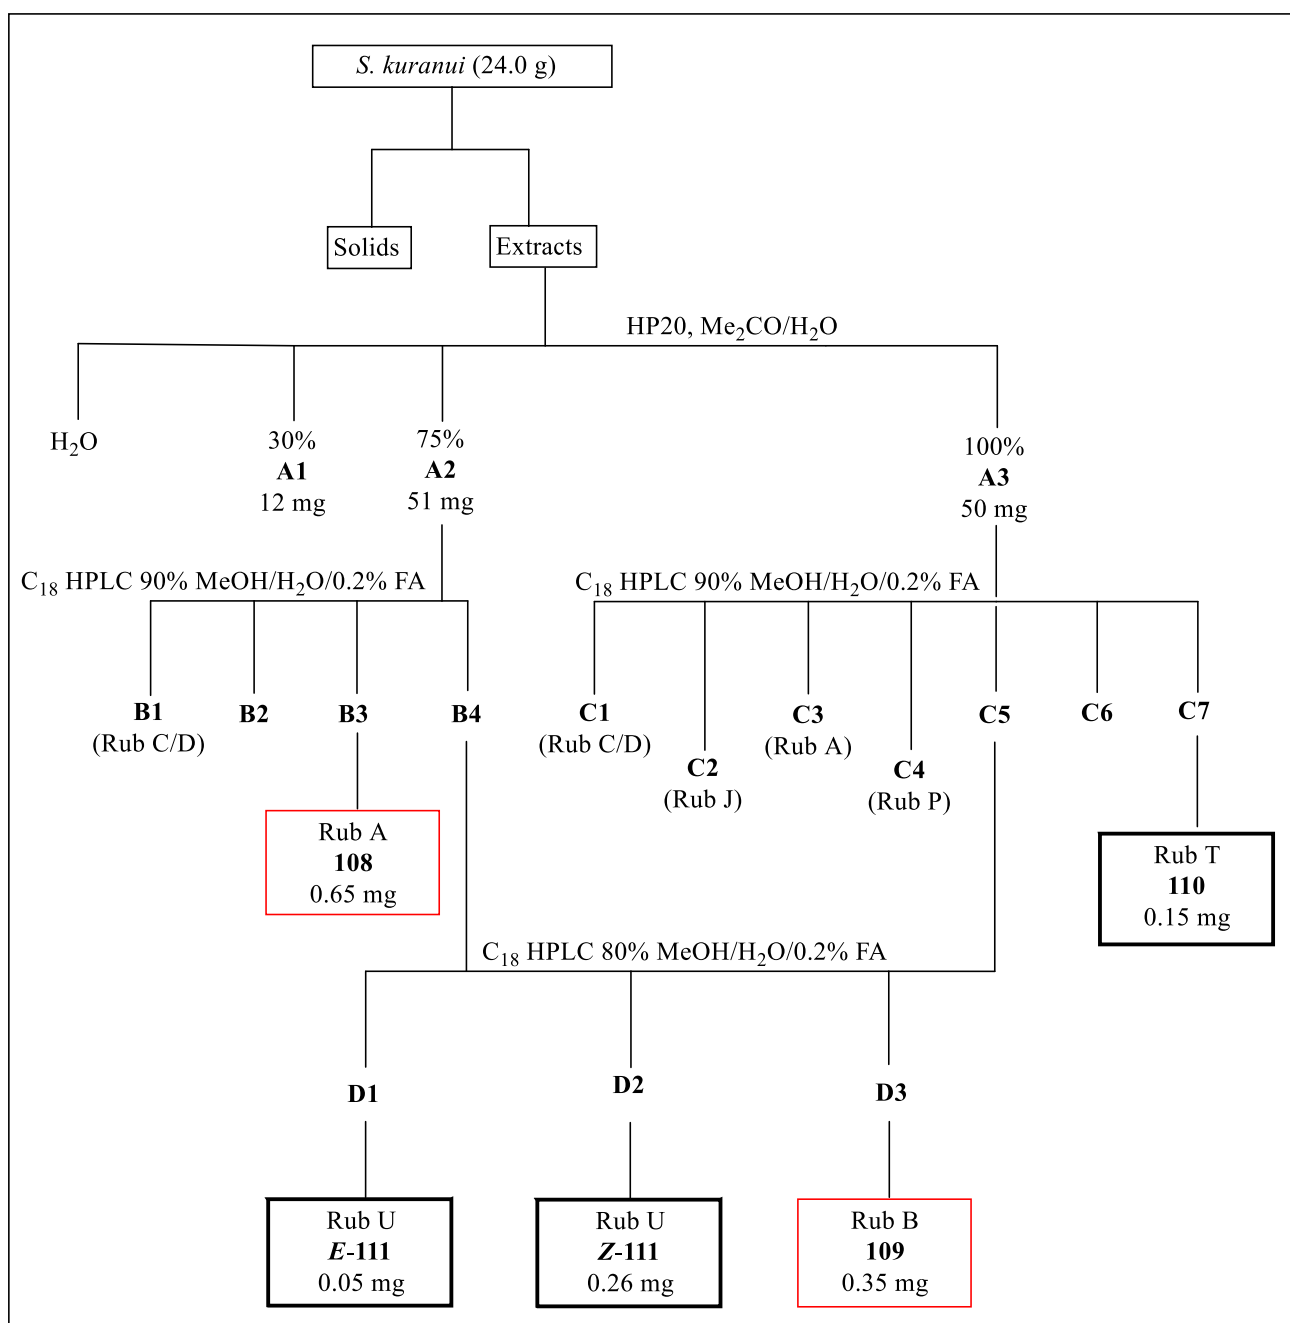 S. kuranui (24.0 g)
Solids
Extracts
HP20, Me₂CO/H₂O
H₂O
30%
A1
12 mg
75%
A2
51 mg
100%
A3
50 mg
C₁₈ HPLC 90% MeOH/H₂O/0.2% FA
C₁₈ HPLC 90% MeOH/H₂O/0.2% FA
B1
(Rub C/D)
B2
B3
B4
C1
(Rub C/D)
C2
(Rub J)
C3
(Rub A)
C4
(Rub P)
C5
C6
C7
Rub A
108
0.65 mg
Rub T
110
0.15 mg
C₁₈ HPLC 80% MeOH/H₂O/0.2% FA
D1
D2
D3
Rub U
E-111
0.05 mg
Rub U
Z-111
0.26 mg
Rub B
109
0.35 mg